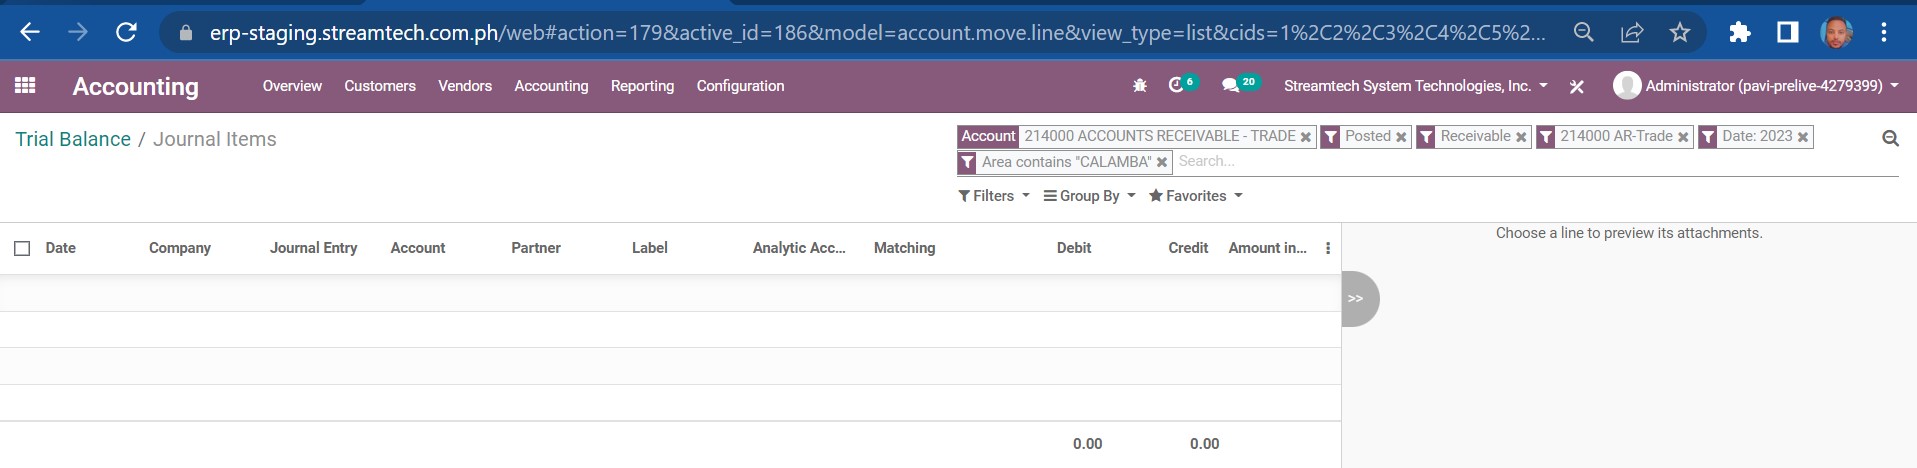 erp-staging.streamtech.com.ph/web#action=179&active_id=186&model=account.move.line&view_type=list&cids=1%2C2%2C3%2C4%2C5%2...
Accounting Overview Customers Vendors Accounting Reporting Configuration 6 20 Streamtech System Technologies, Inc. Administrator (pavi-prelive-4279399)
Trial Balance / Journal Items
Account 214000 ACCOUNTS RECEIVABLE - TRADE Posted Receivable 214000 AR-Trade Date: 2023
Area contains "CALAMBA" Search...
Filters Group By Favorites
Choose a line to preview its attachments.
Date Company Journal Entry Account Partner Label Analytic Acc... Matching Debit Credit Amount in...
>>
0.00 0.00